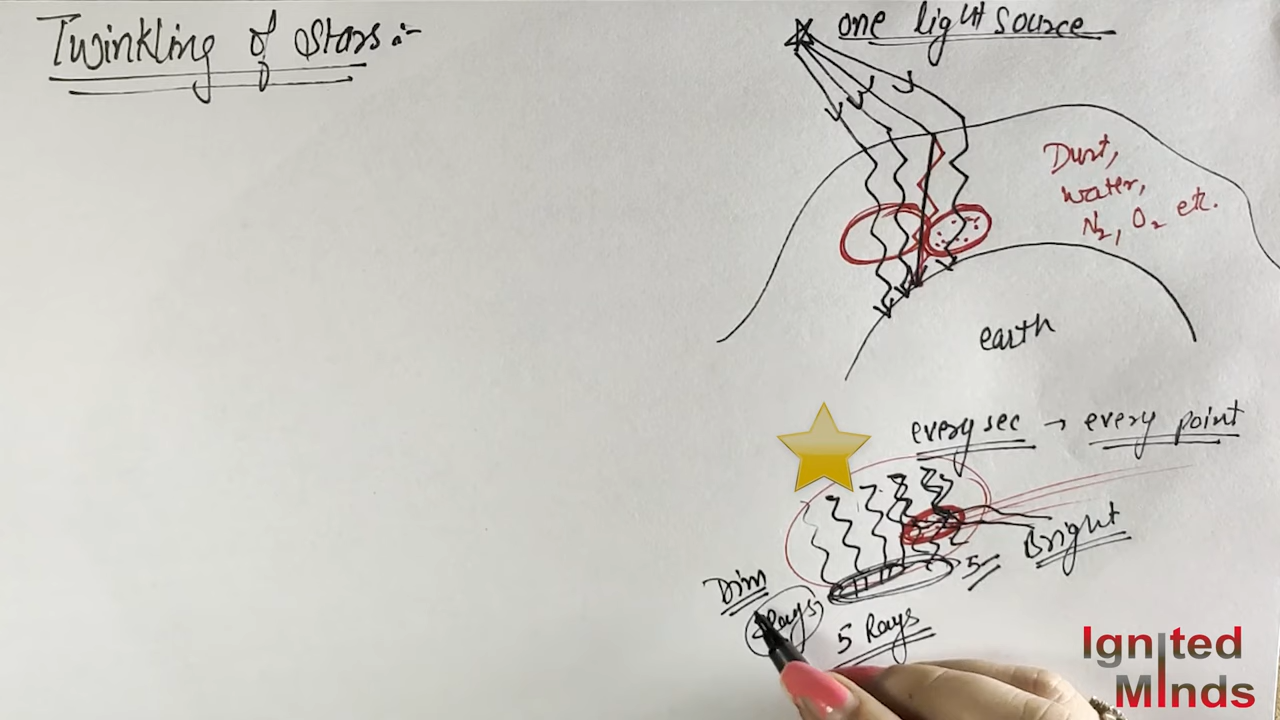 Twinkling of Stars :-
one light source
Dust,
water,
N₂, O₂ etc.
earth
every sec → every point
Bright
Dim
5
Rays
5 Rays
Ignited
Minds